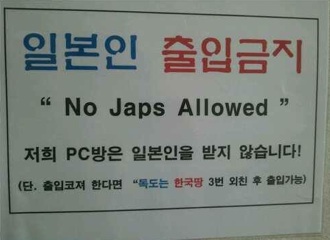 일본인 출입금지
“ No Japs Allowed ”
저희 PC방은 일본인을 받지 않습니다!
(단. 출입코져 한다면 “독도는 한국땅 3번 외친 후 출입가능)